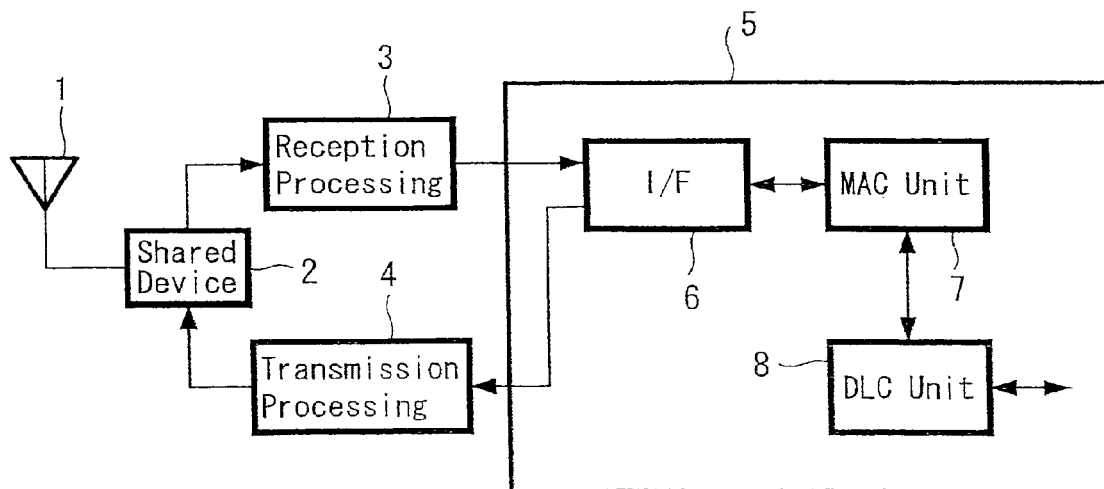 5
3
1
Reception
Processing
I/F
MAC Unit
Shared
Device
2
4
6
7
Transmission
Processing
8
DLC Unit